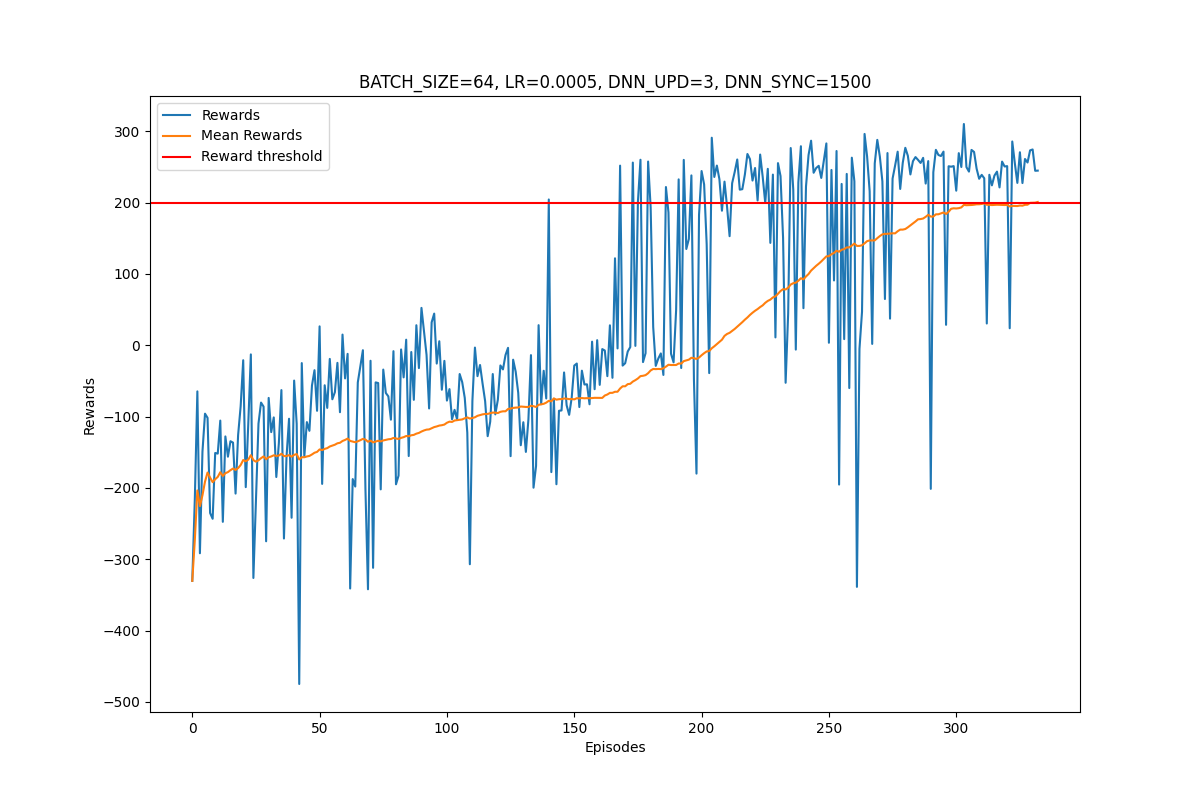 BATCH_SIZE=64, LR=0.0005, DNN_UPD=3, DNN_SYNC=1500
Rewards
Mean Rewards
Reward threshold
300
200
100
0
−100
−200
−300
−400
−500
Rewards
0
50
100
150
200
250
300
Episodes